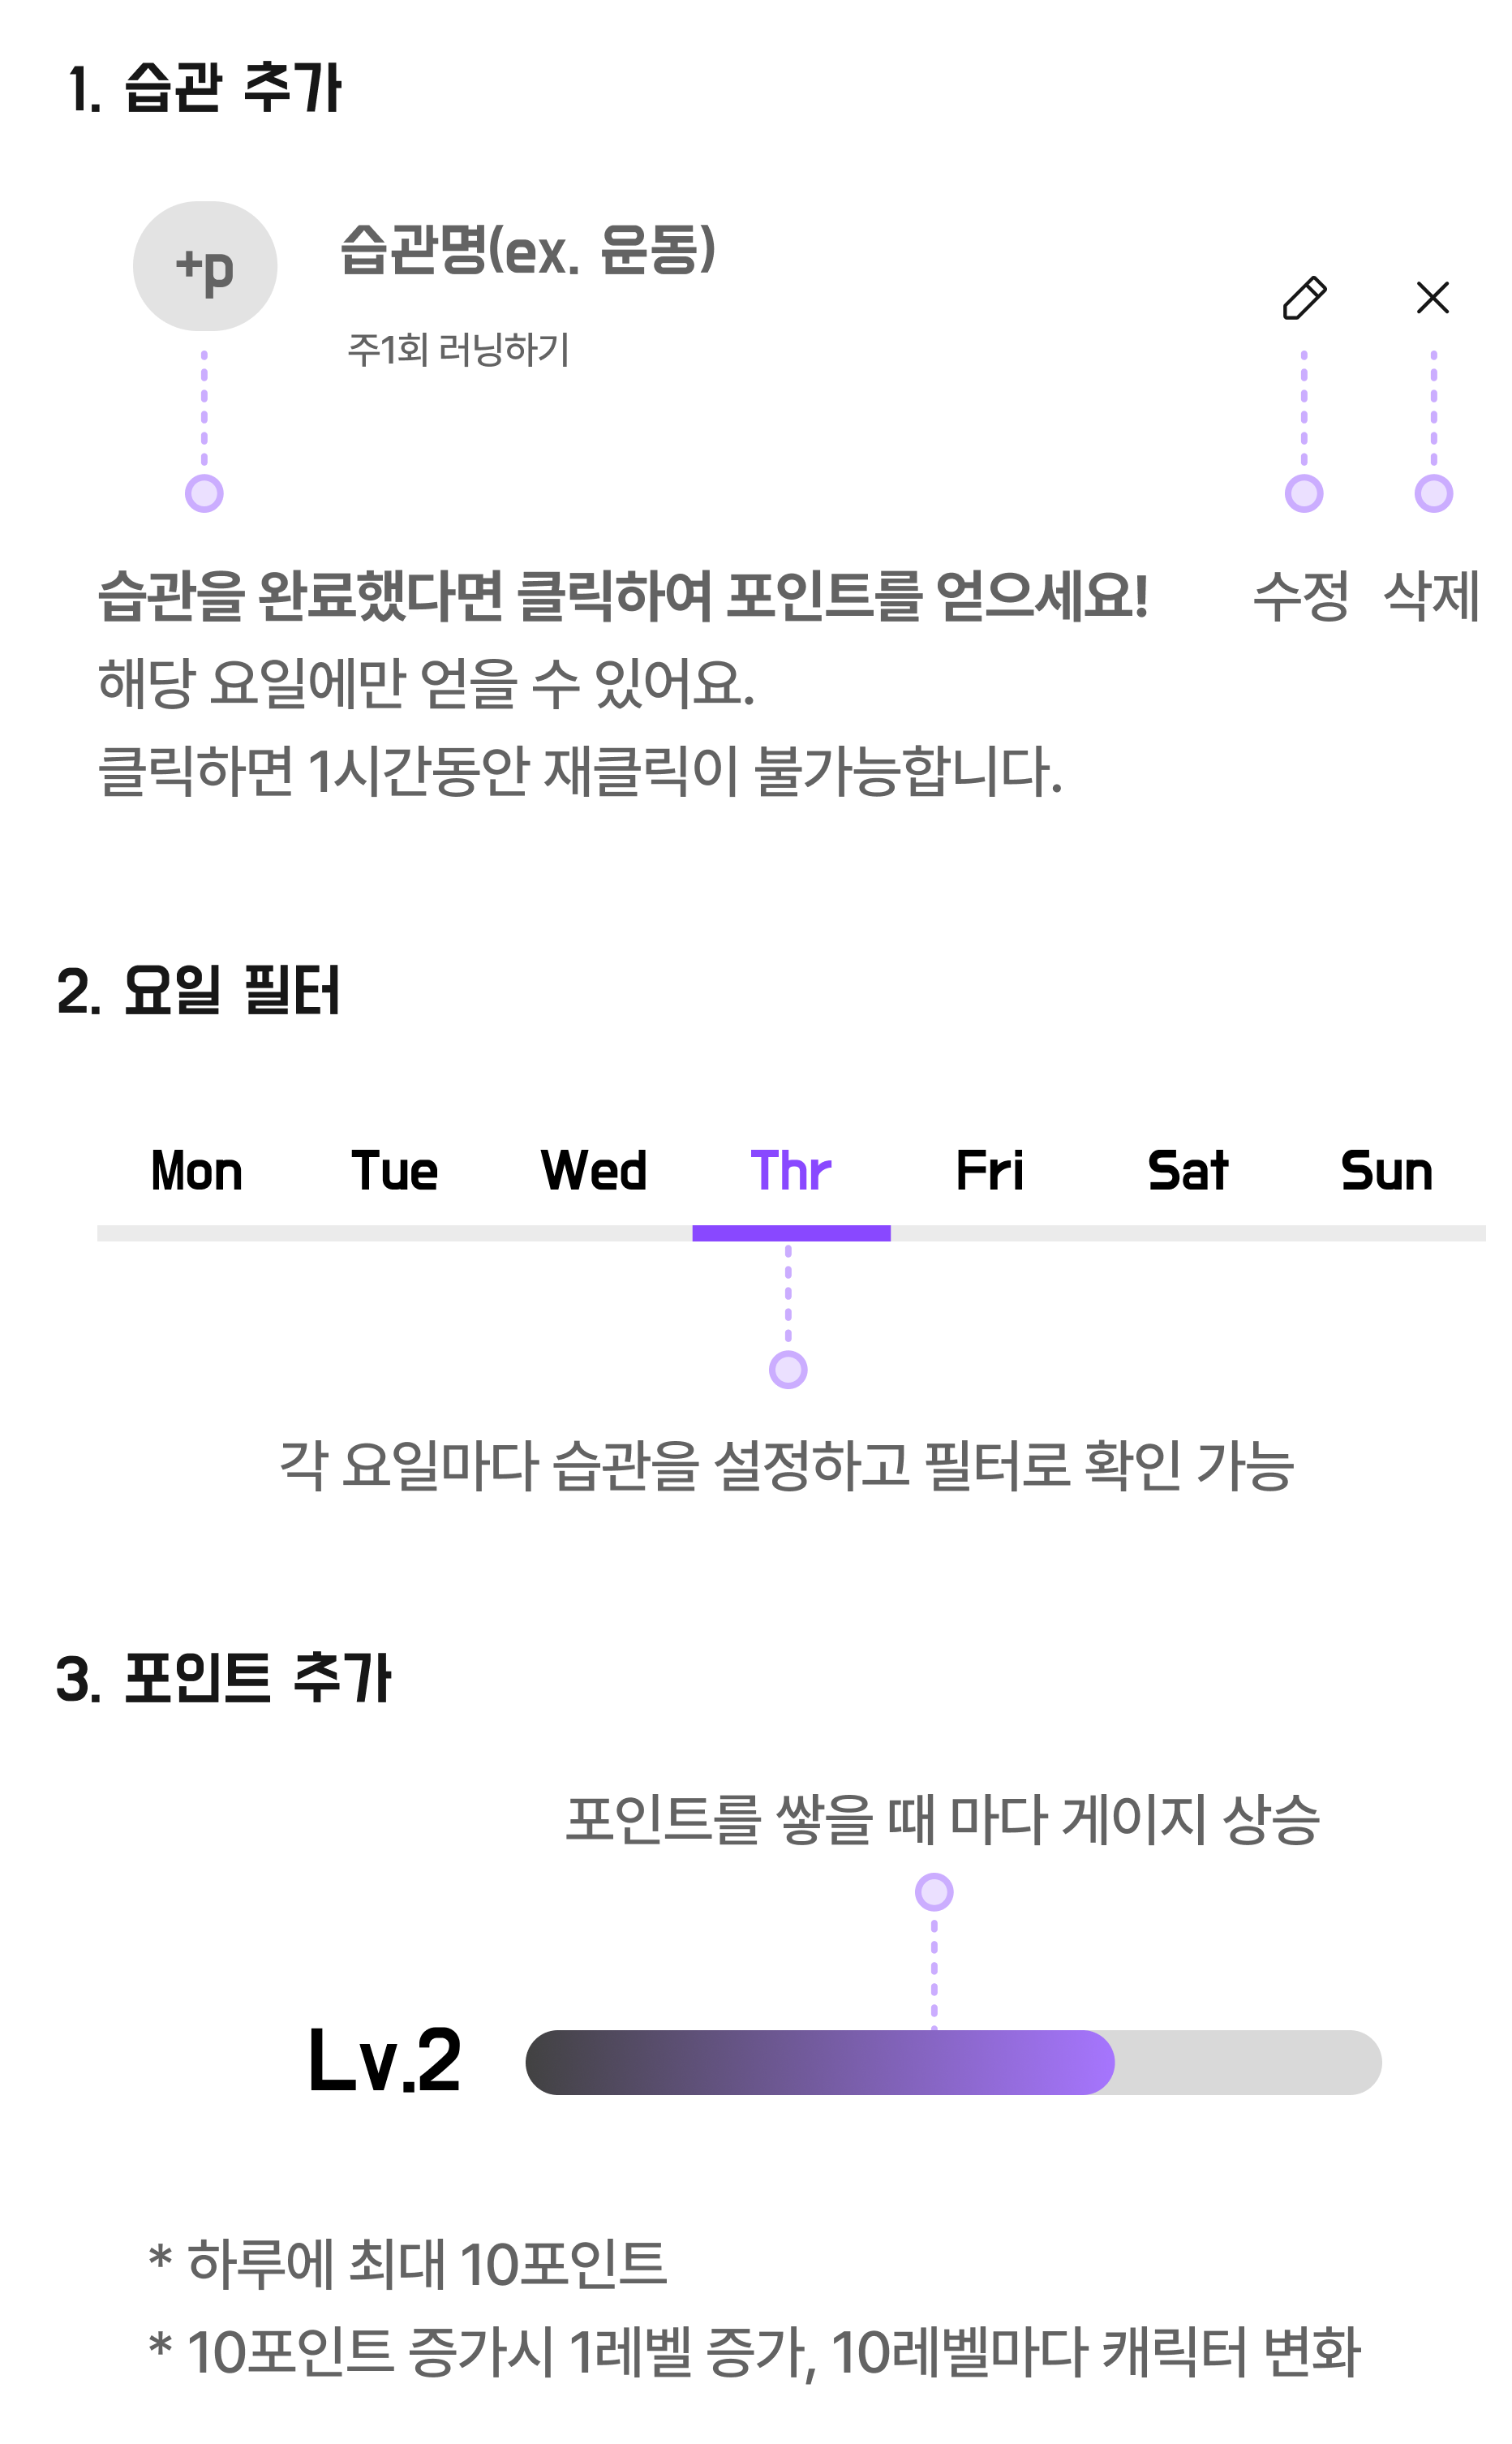 1. 습관 추가
+p
습관명(ex. 운동)
주1회 러닝하기
습관을 완료했다면 클릭하여 포인트를 얻으세요!
수정 삭제
해당 요일에만 얻을 수 있어요.
클릭하면 1시간동안 재클릭이 불가능합니다.
2. 요일 필터
Mon Tue Wed Thr Fri Sat Sun
각 요일마다 습관을 설정하고 필터로 확인 가능
3. 포인트 추가
포인트를 쌓을 때 마다 게이지 상승
Lv.2
* 하루에 최대 10포인트
* 10포인트 증가시 1레벨 증가, 10레벨마다 캐릭터 변화